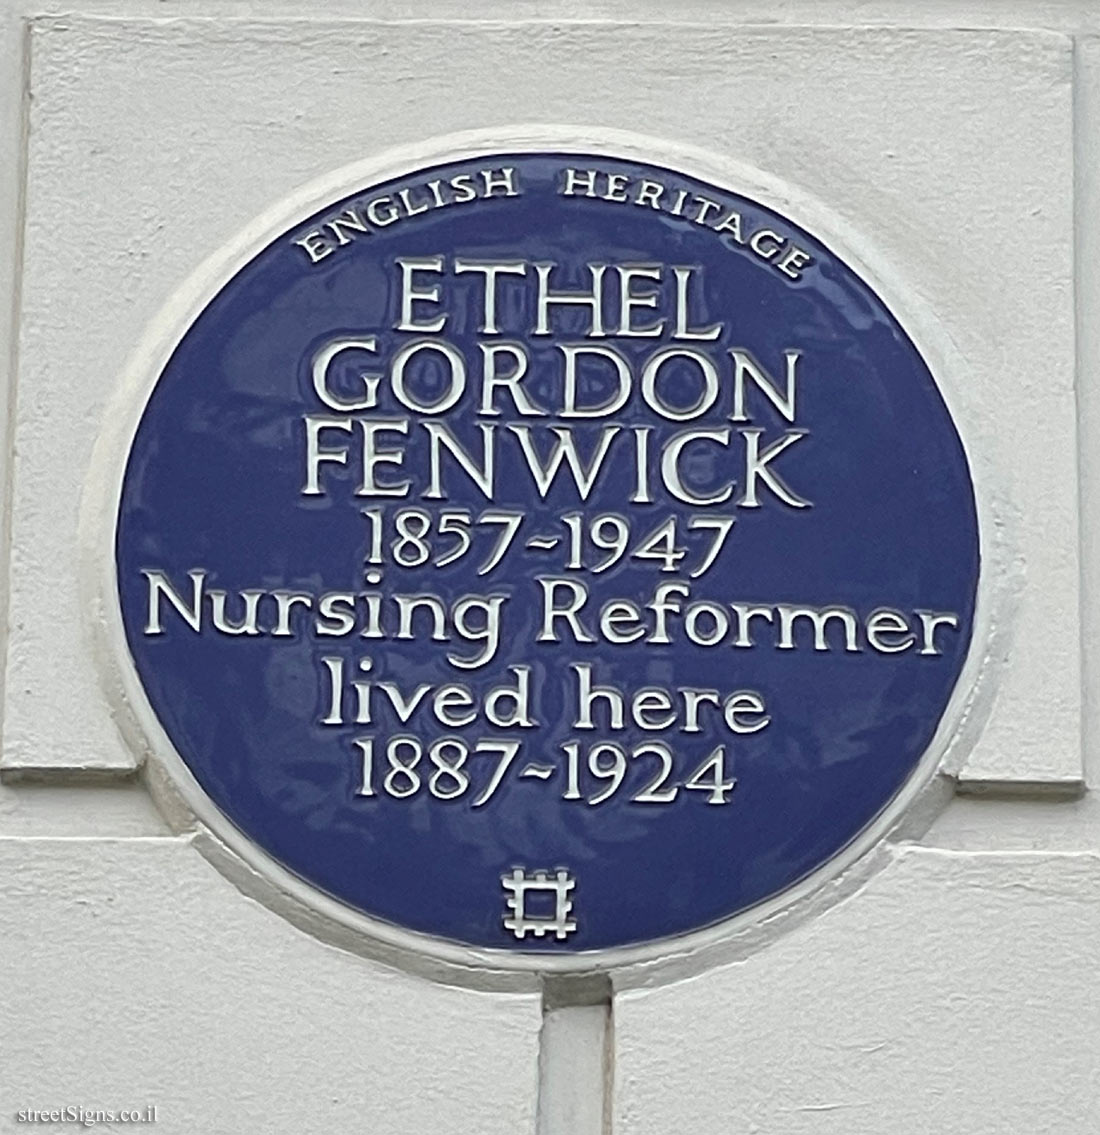 ENGLISH HERITAGE
ETHEL
GORDON
FENWICK
1857~1947
Nursing Reformer
lived here
1887~1924
streetSigns.co.il